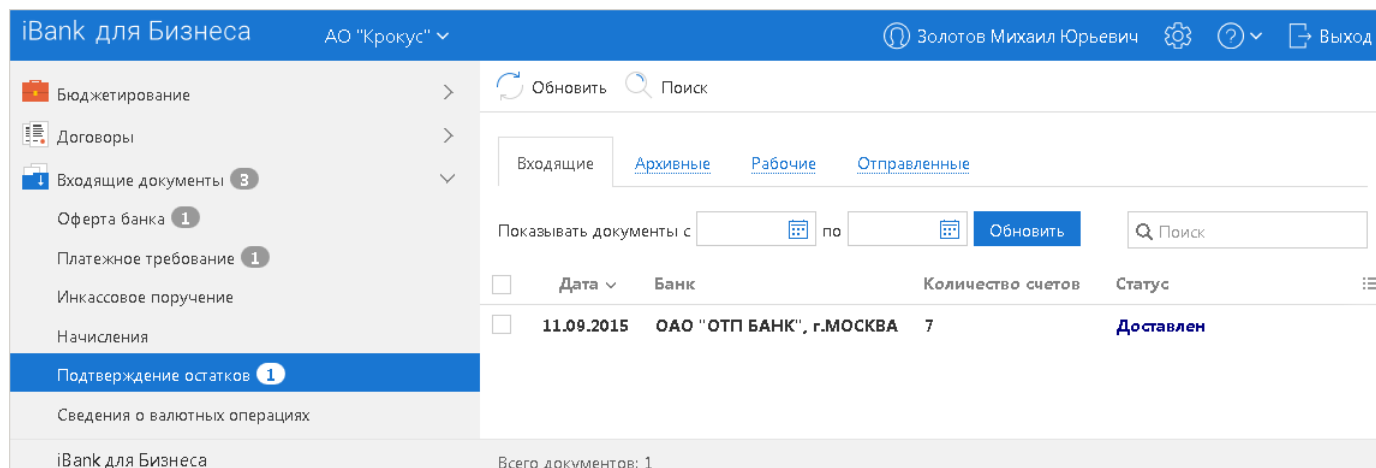 iBank для Бизнеса АО "Крокус" Золотов Михаил Юрьевич Выход
Бюджетирование
Договоры
Входящие документы 3
Оферта банка 1
Платежное требование 1
Инкассовое поручение
Начисления
Подтверждение остатков 1
Сведения о валютных операциях
iBank для Бизнеса
Обновить Поиск
Входящие Архивные Рабочие Отправленные
Показывать документы с по Обновить Поиск
Дата Банк Количество счетов Статус
11.09.2015 ОАО "ОТП БАНК", г.МОСКВА 7 Доставлен
Всего документов: 1